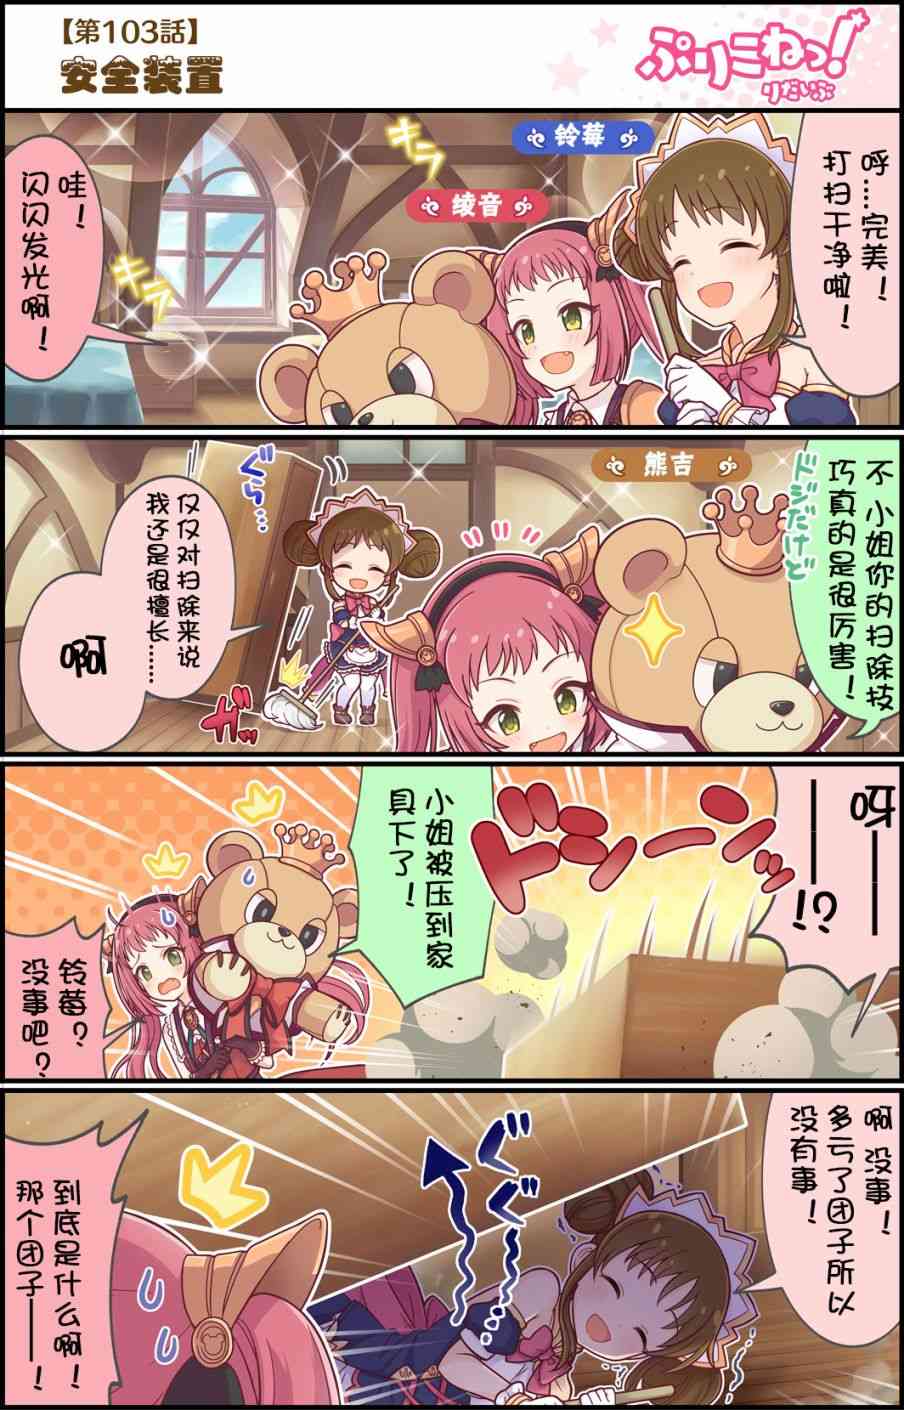 【第103話】
安全装置
ぷりこねっ！
りだいぶ
呼……完美！
打扫干净啦！
铃莓
キラ
绫音
哇！
闪闪发光啊！
キラ
不 小姐你的扫除技
巧真的是很厉害！
ドジだけど
熊吉
ぐら…
仅仅对扫除来说
我还是很擅长……
啊
ガッ
呀——
——!?
ドシーンッ
小姐被压到家
具下了！
铃莓？
没事吧？
啊 没事！
多亏了团子所以
没有事！
ぐぐ
到底是什么啊！
那个团子——！